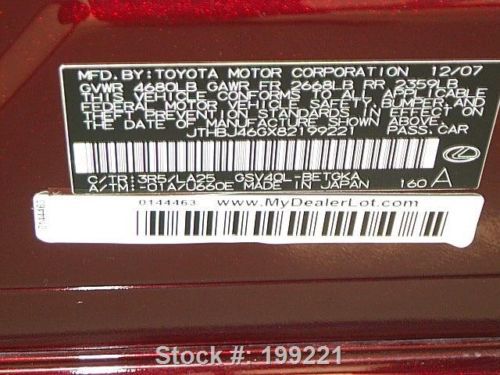 MFD. BY: TOYOTA MOTOR CORPORATION 12/07
GVWR 4680LB GAWR FR 2668LB RR 2359LB
THIS VEHICLE CONFORMS TO ALL APPLICABLE
FEDERAL MOTOR VEHICLE SAFETY, BUMPER, AND
THEFT PREVENTION STANDARDS IN EFFECT ON
THE DATE OF MANUFACTURE SHOWN ABOVE.
JTHBJ46GX82199221 PASS. CAR
C/TR: 3R5/LA25 GSV40L-BETGKA
A/TM: -01A/U660E MADE IN JAPAN 160 A
0144463 www.MyDealerLot.com
0144463
Stock #: 199221